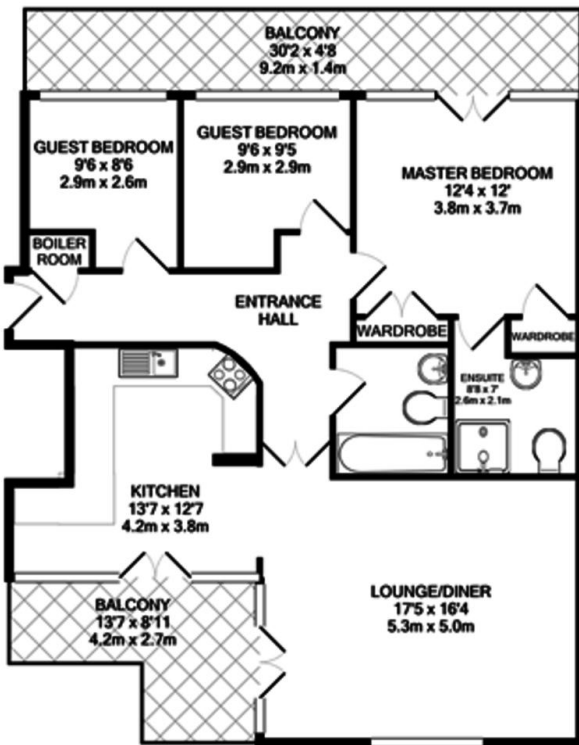 BALCONY
30'2 x 4'8
9.2m x 1.4m
GUEST BEDROOM
9'6 x 8'6
2.9m x 2.6m
GUEST BEDROOM
9'6 x 9'5
2.9m x 2.9m
MASTER BEDROOM
12'4 x 12'
3.8m x 3.7m
BOILER
ROOM
ENTRANCE
HALL
WARDROBE
WARDROBE
ENSUITE
8'8 x 7'
2.6m x 2.1m
KITCHEN
13'7 x 12'7
4.2m x 3.8m
LOUNGE/DINER
17'5 x 16'4
5.3m x 5.0m
BALCONY
13'7 x 8'11
4.2m x 2.7m